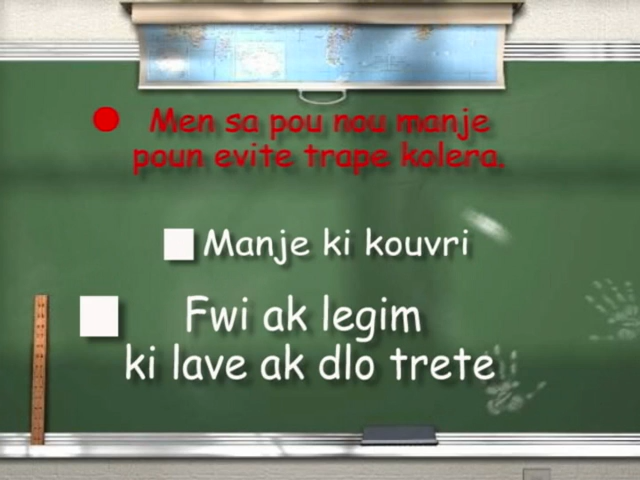 Men sa pou nou manje
poun evite trape kolera.
Manje ki kouvri
Fwi ak legim
ki lave ak dlo trete